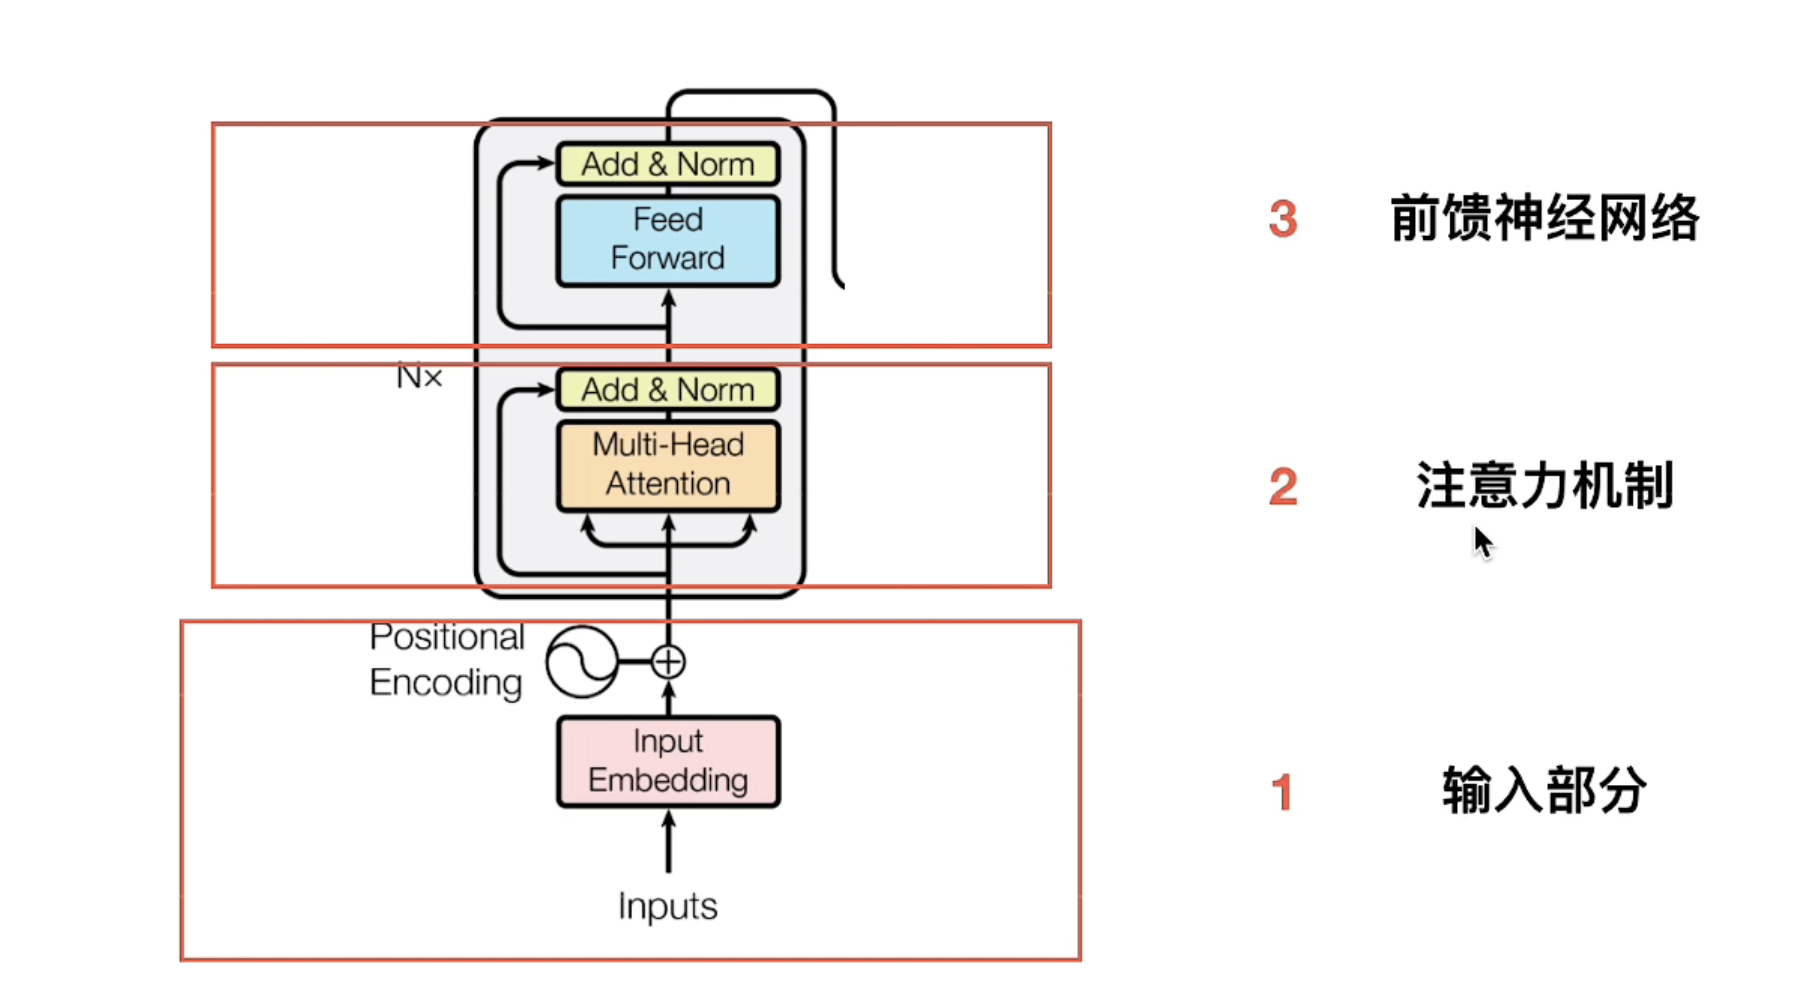 Add & Norm
Feed
Forward
3 前馈神经网络
N×
Add & Norm
Multi-Head
Attention
2 注意力机制
Positional
Encoding
Input
Embedding
1 输入部分
Inputs